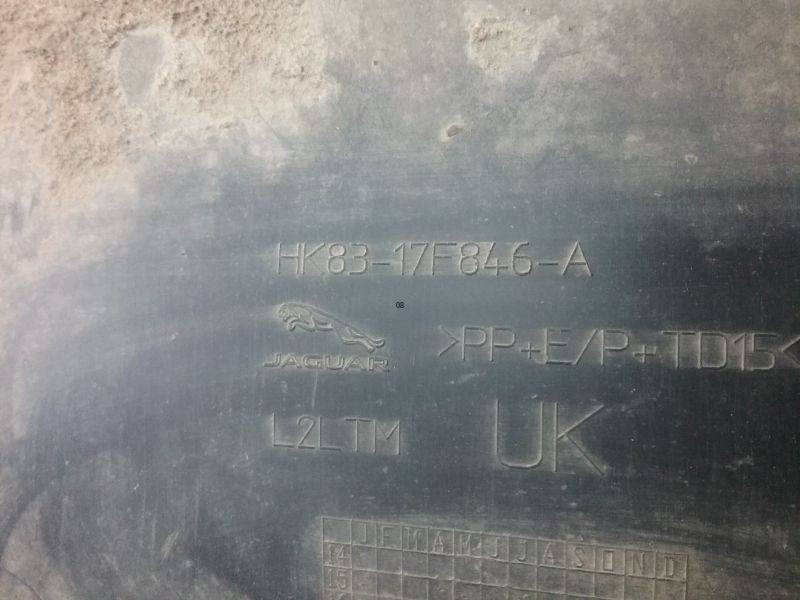 HK83-17F846-A
08
JAGUAR >PP+E/P+TD15<
L2LTM UK
J F M A M J J A S O N D
14
15